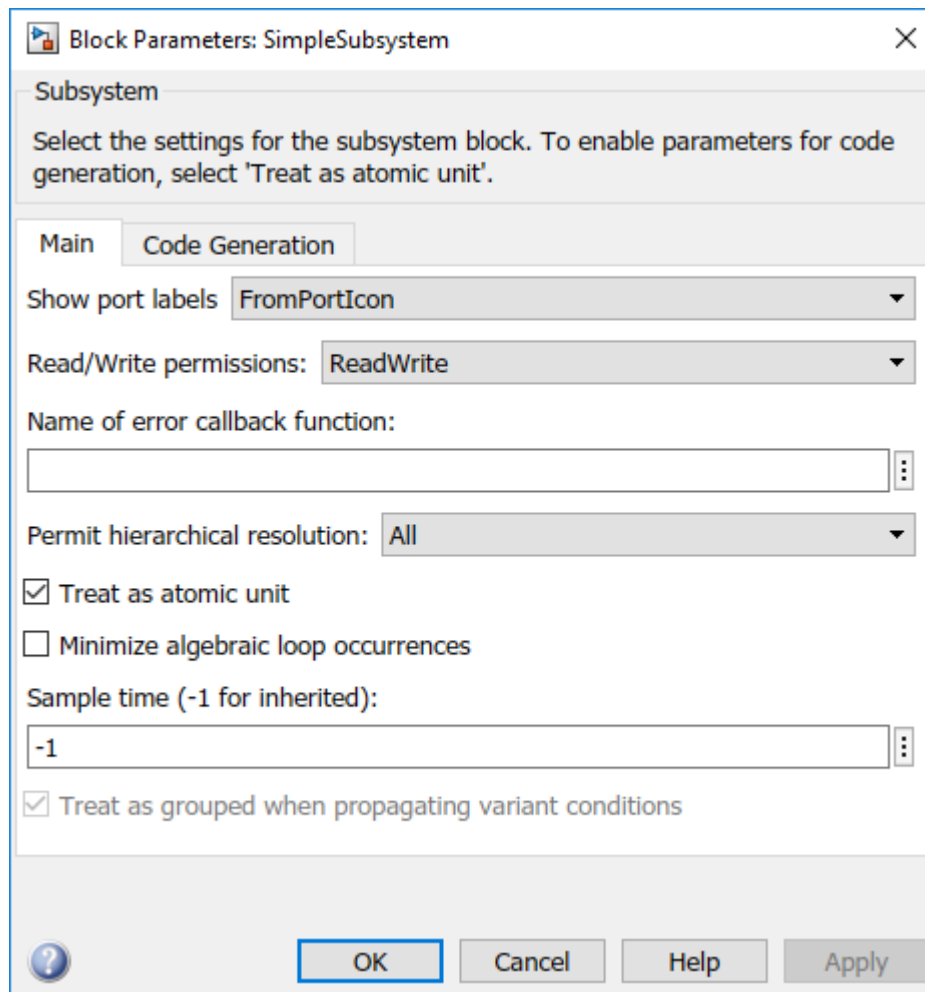 Block Parameters: SimpleSubsystem
Subsystem
Select the settings for the subsystem block. To enable parameters for code
generation, select 'Treat as atomic unit'.
Main
Code Generation
Show port labels FromPortIcon
Read/Write permissions: ReadWrite
Name of error callback function:
Permit hierarchical resolution: All
Treat as atomic unit
Minimize algebraic loop occurrences
Sample time (-1 for inherited):
-1
Treat as grouped when propagating variant conditions
OK Cancel Help Apply